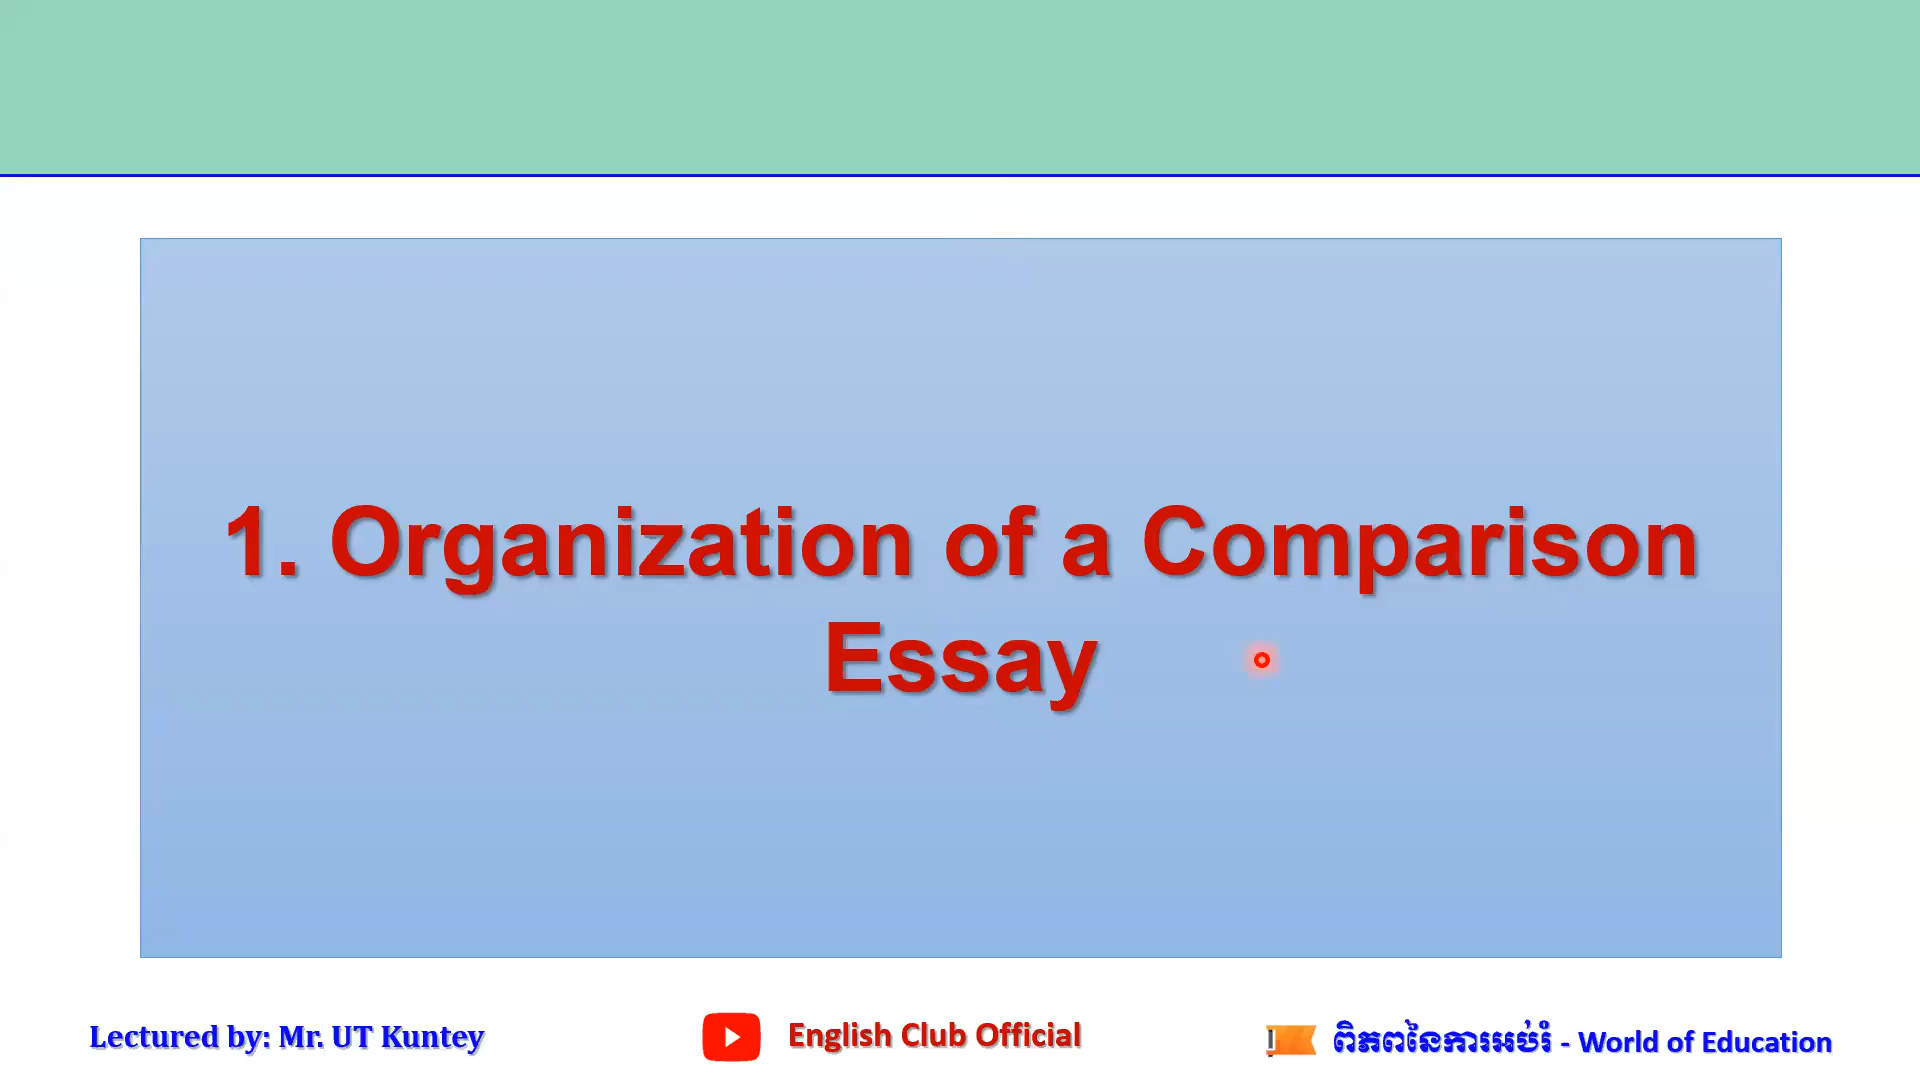 1. Organization of a Comparison
Essay
Lectured by: Mr. UT Kuntey
English Club Official
ពិភពនៃការអប់រំ - World of Education